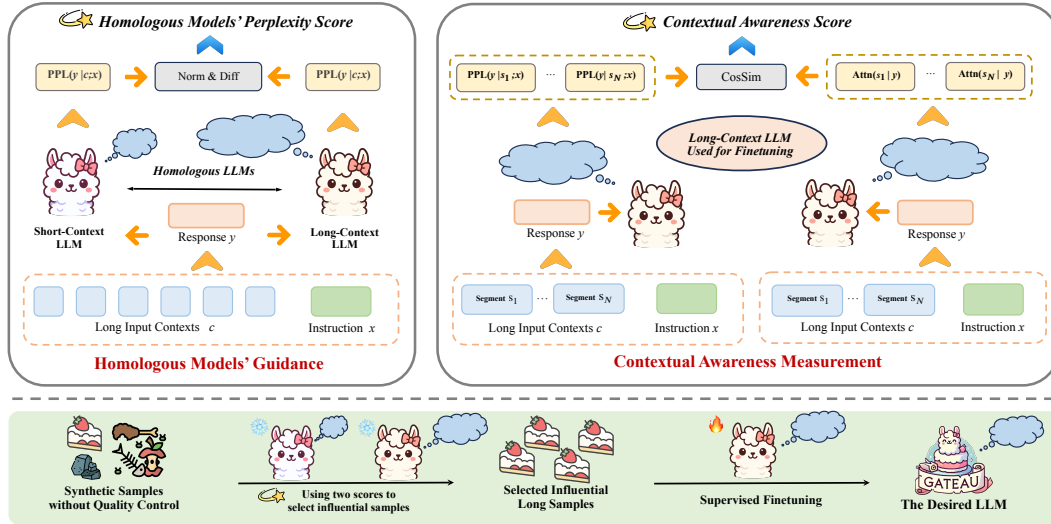 Homologous Models' Perplexity Score
PPL(y |c;x)
Norm & Diff
PPL(y |c;x)
Homologous LLMs
Short-Context
LLM
Response y
Long-Context
LLM
Long Input Contexts c
Instruction x
Homologous Models' Guidance
Contextual Awareness Score
PPL(y |s1 ;x)
...
PPL(y| sN ;x)
CosSim
Attn(s1 | y)
...
Attn(sN | y)
Long-Context LLM
Used for Finetuning
Response y
Response y
Segment S1
...
Segment SN
Long Input Contexts c
Instruction x
Segment S1
...
Segment SN
Long Input Contexts c
Instruction x
Contextual Awareness Measurement
Synthetic Samples
without Quality Control
Using two scores to
select influential samples
Selected Influential
Long Samples
Supervised Finetuning
GATEAU
The Desired LLM